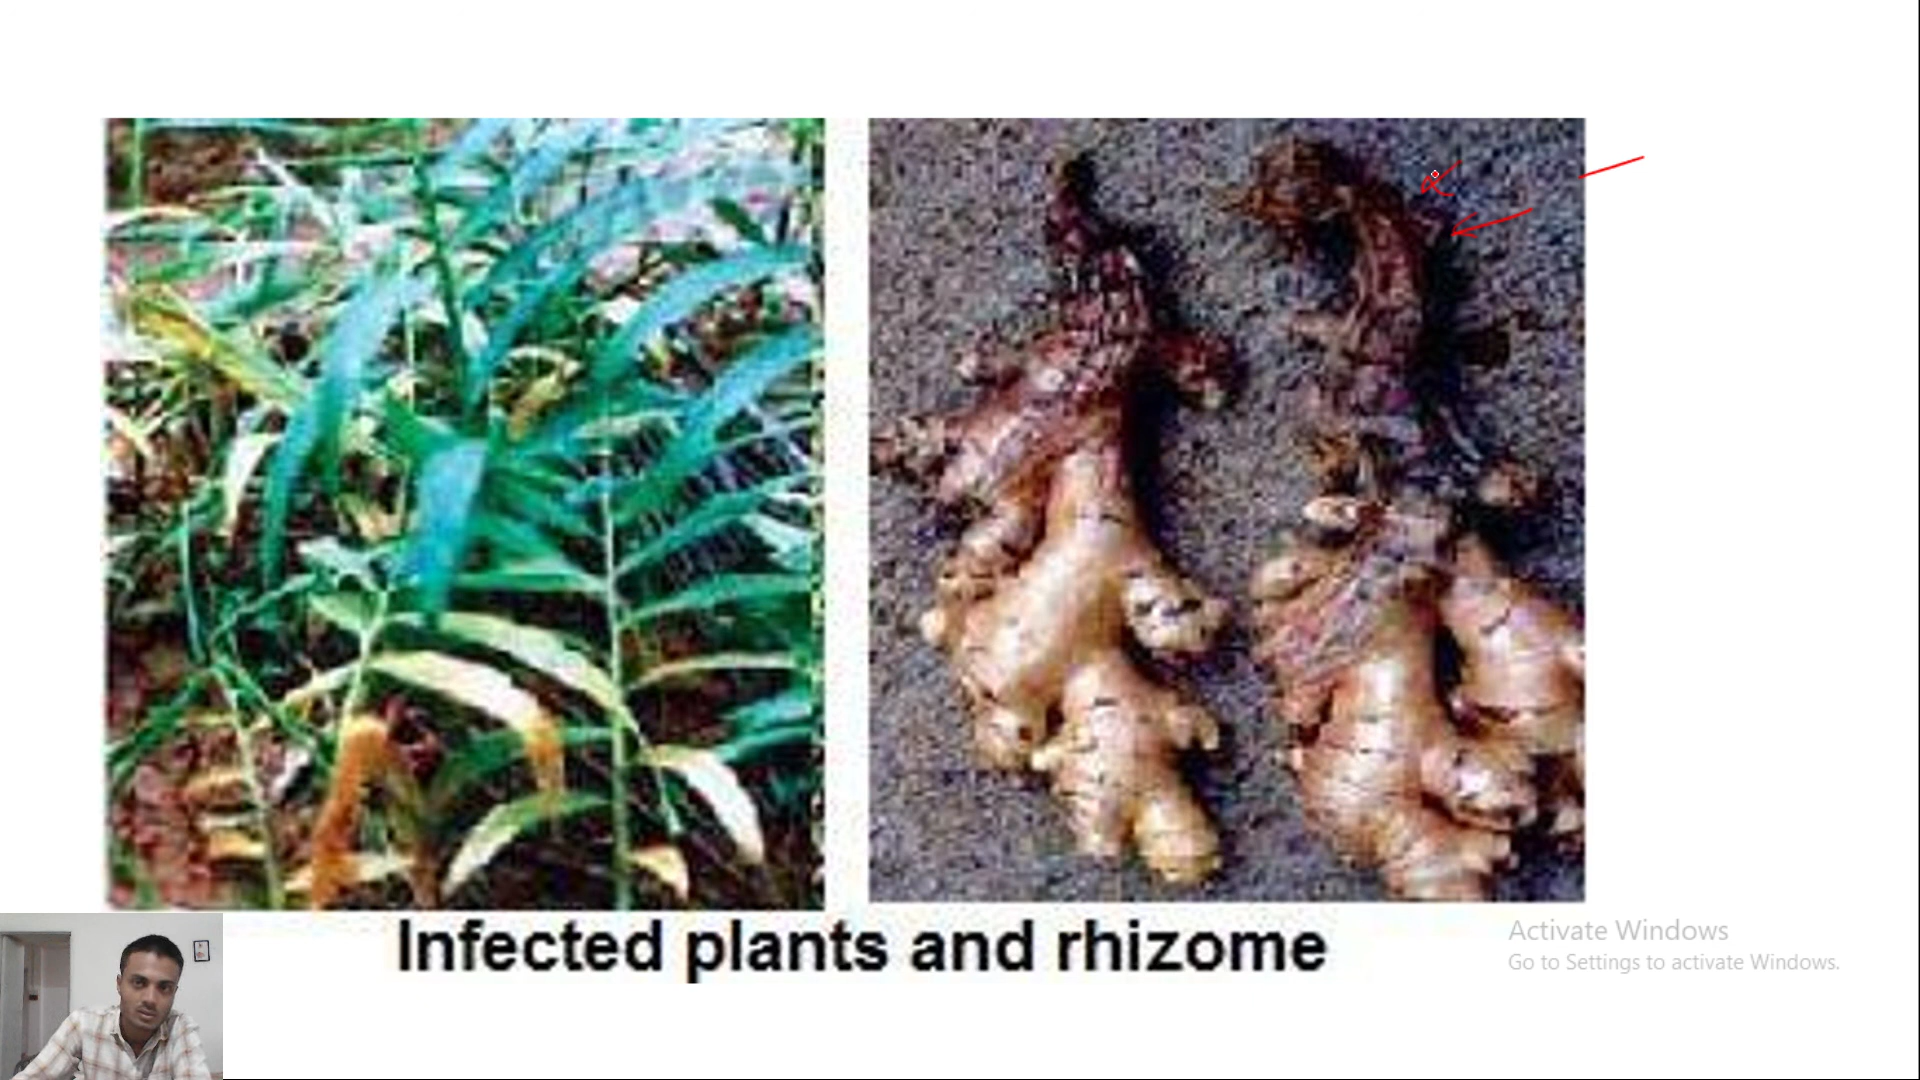 Infected plants and rhizome
Activate Windows
Go to Settings to activate Windows.